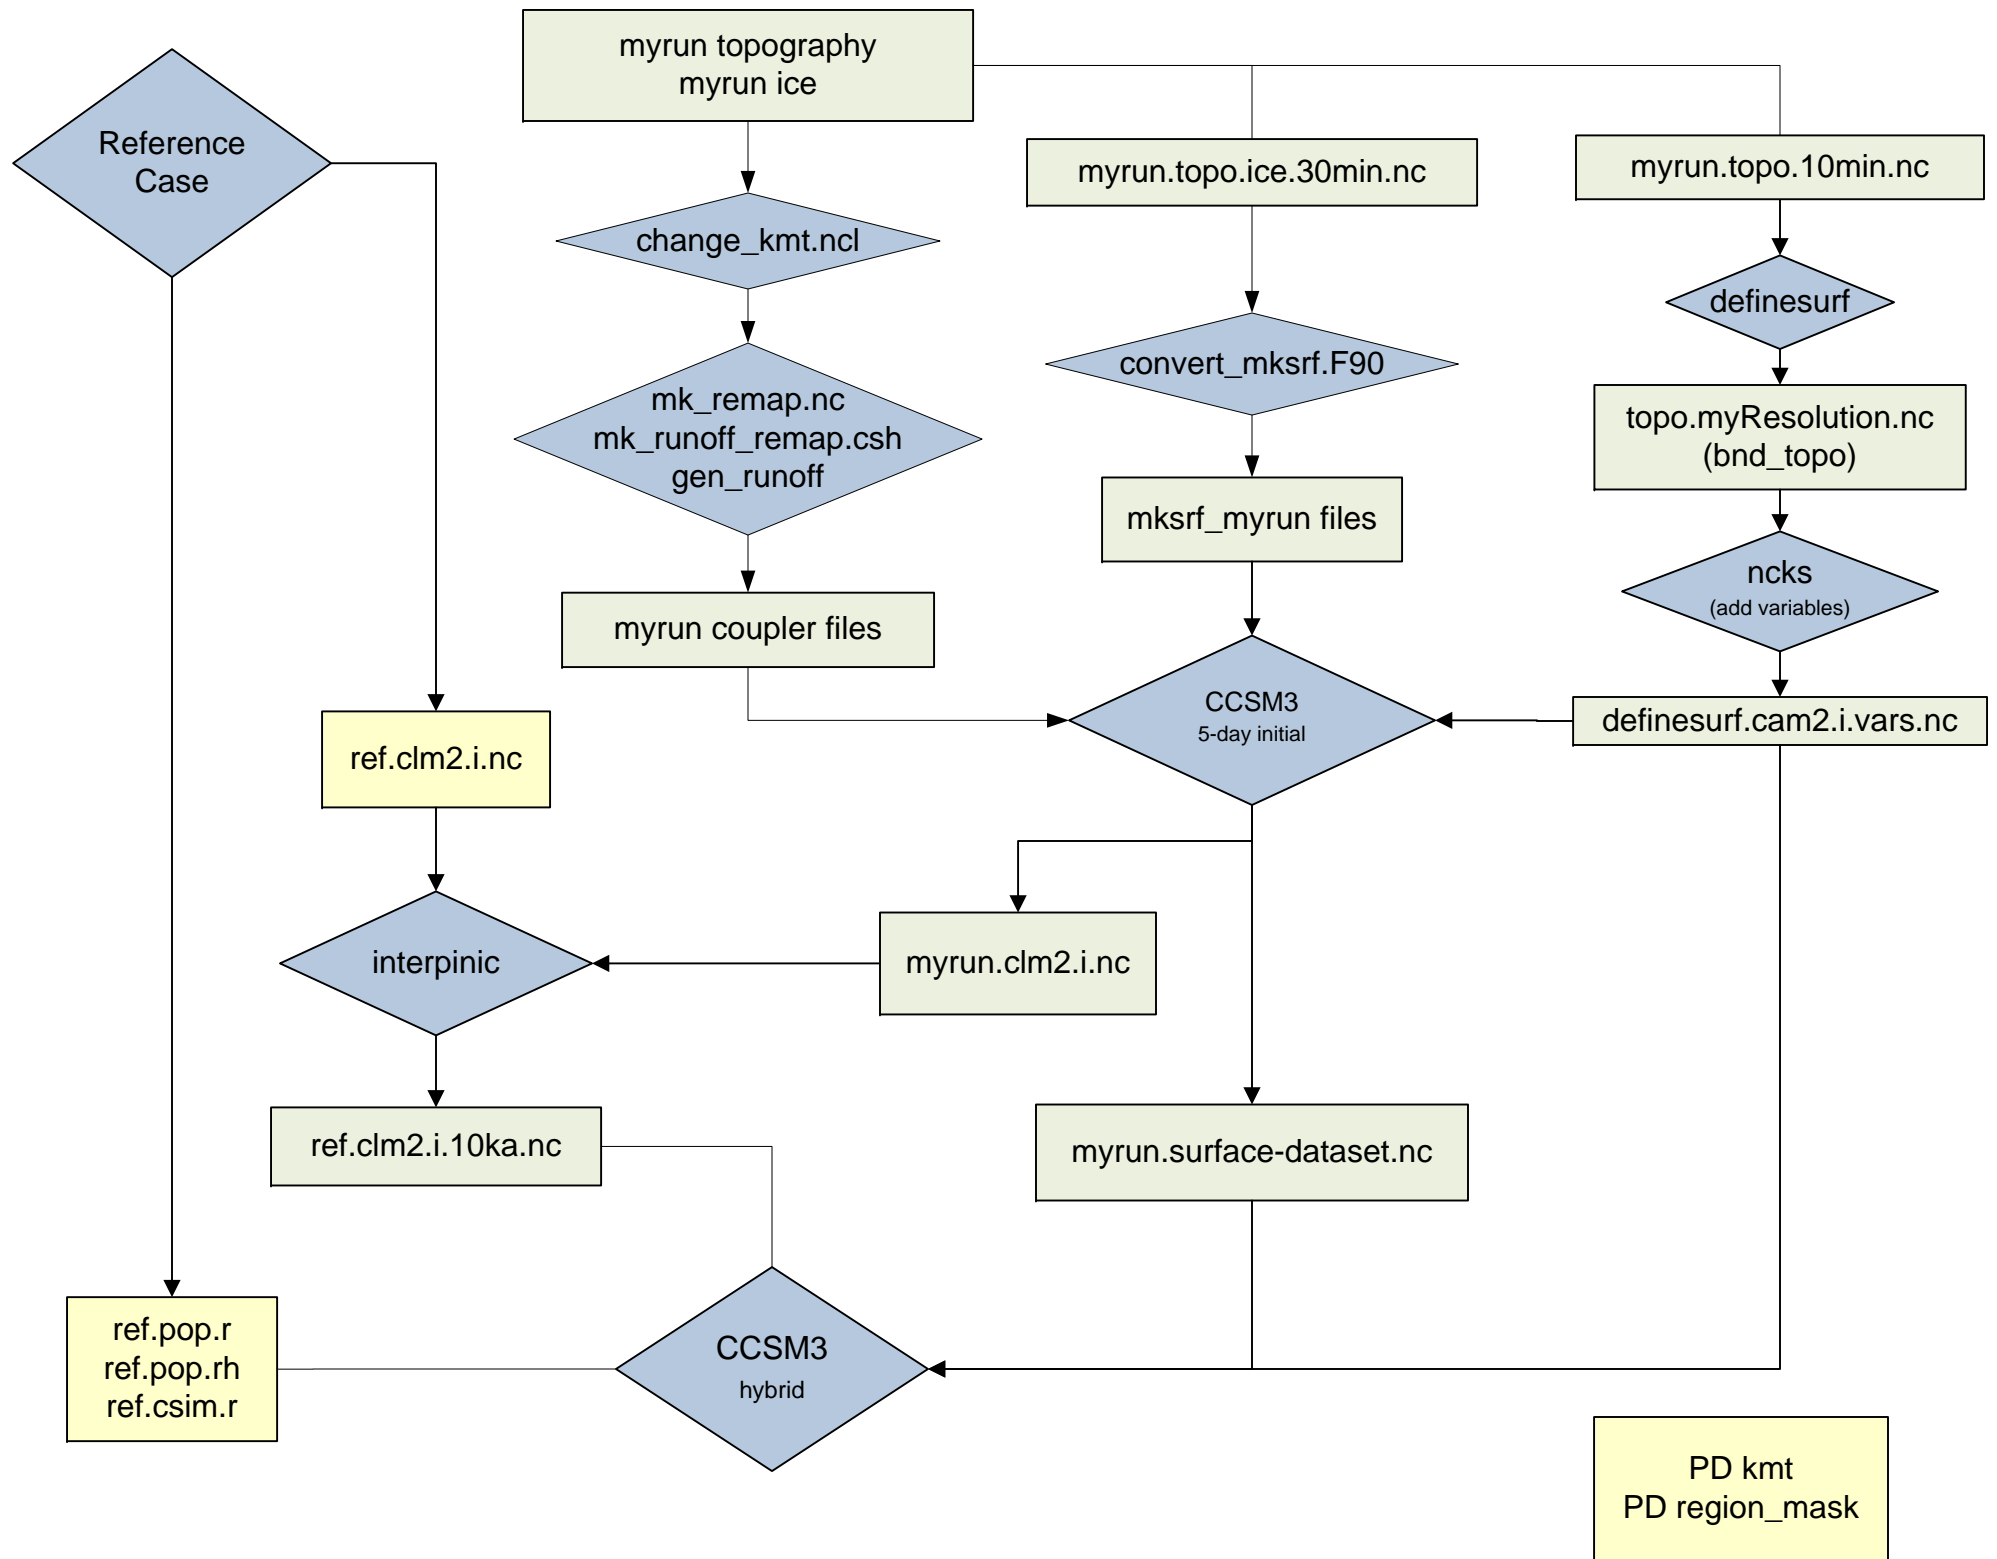 myrun topography
myrun ice
Reference
Case
myrun.topo.ice.30min.nc
myrun.topo.10min.nc
change_kmt.ncl
definesurf
convert_mksrf.F90
mk_remap.nc
mk_runoff_remap.csh
gen_runoff
topo.myResolution.nc
(bnd_topo)
mksrf_myrun files
ncks
(add variables)
myrun coupler files
CCSM3
5-day initial
definesurf.cam2.i.vars.nc
ref.clm2.i.nc
interpinic
myrun.clm2.i.nc
ref.clm2.i.10ka.nc
myrun.surface-dataset.nc
ref.pop.r
ref.pop.rh
ref.csim.r
CCSM3
hybrid
PD kmt
PD region_mask